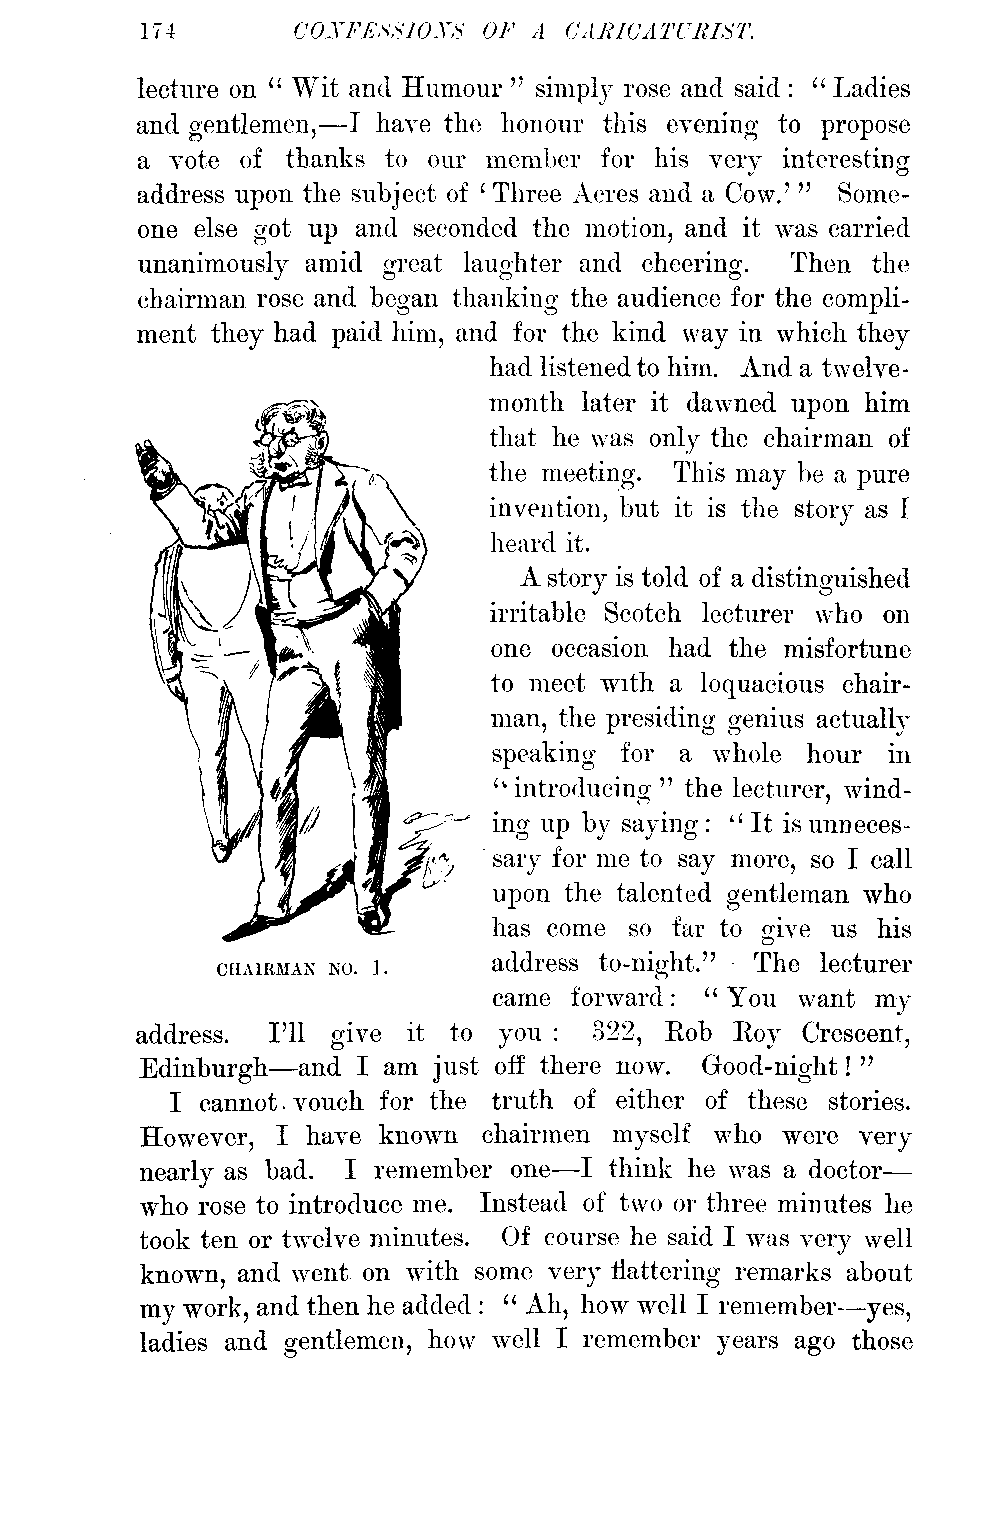 174 CONFESSIONS OF A CARICATURIST.
lecture on “ Wit and Humour ” simply rose and said : “ Ladies
and gentlemen,—I have the honour this evening to propose
a vote of thanks to our member for his very interesting
address upon the subject of ‘ Three Acres and a Cow.’ ” Some-
one else got up and seconded the motion, and it was carried
unanimously amid great laughter and cheering. Then the
chairman rose and began thanking the audience for the compli-
ment they had paid him, and for the kind way in which they
had listened to him. And a twelve-
month later it dawned upon him
that he was only the chairman of
the meeting. This may be a pure
invention, but it is the story as I
heard it.
A story is told of a distinguished
irritable Scotch lecturer who on
one occasion had the misfortune
to meet with a loquacious chair-
man, the presiding genius actually
speaking for a whole hour in
“ introducing ” the lecturer, wind-
ing up by saying : “ It is unneces-
sary for me to say more, so I call
upon the talented gentleman who
has come so far to give us his
address to-night.” The lecturer
came forward : “ You want my
CHAIRMAN NO. 1.
address. I’ll give it to you : 322, Rob Roy Crescent,
Edinburgh—and I am just off there now. Good-night ! ”
I cannot vouch for the truth of either of these stories.
However, I have known chairmen myself who were very
nearly as bad. I remember one—I think he was a doctor—
who rose to introduce me. Instead of two or three minutes he
took ten or twelve minutes. Of course he said I was very well
known, and went on with some very flattering remarks about
my work, and then he added : “ Ah, how well I remember—yes,
ladies and gentlemen, how well I remember years ago those